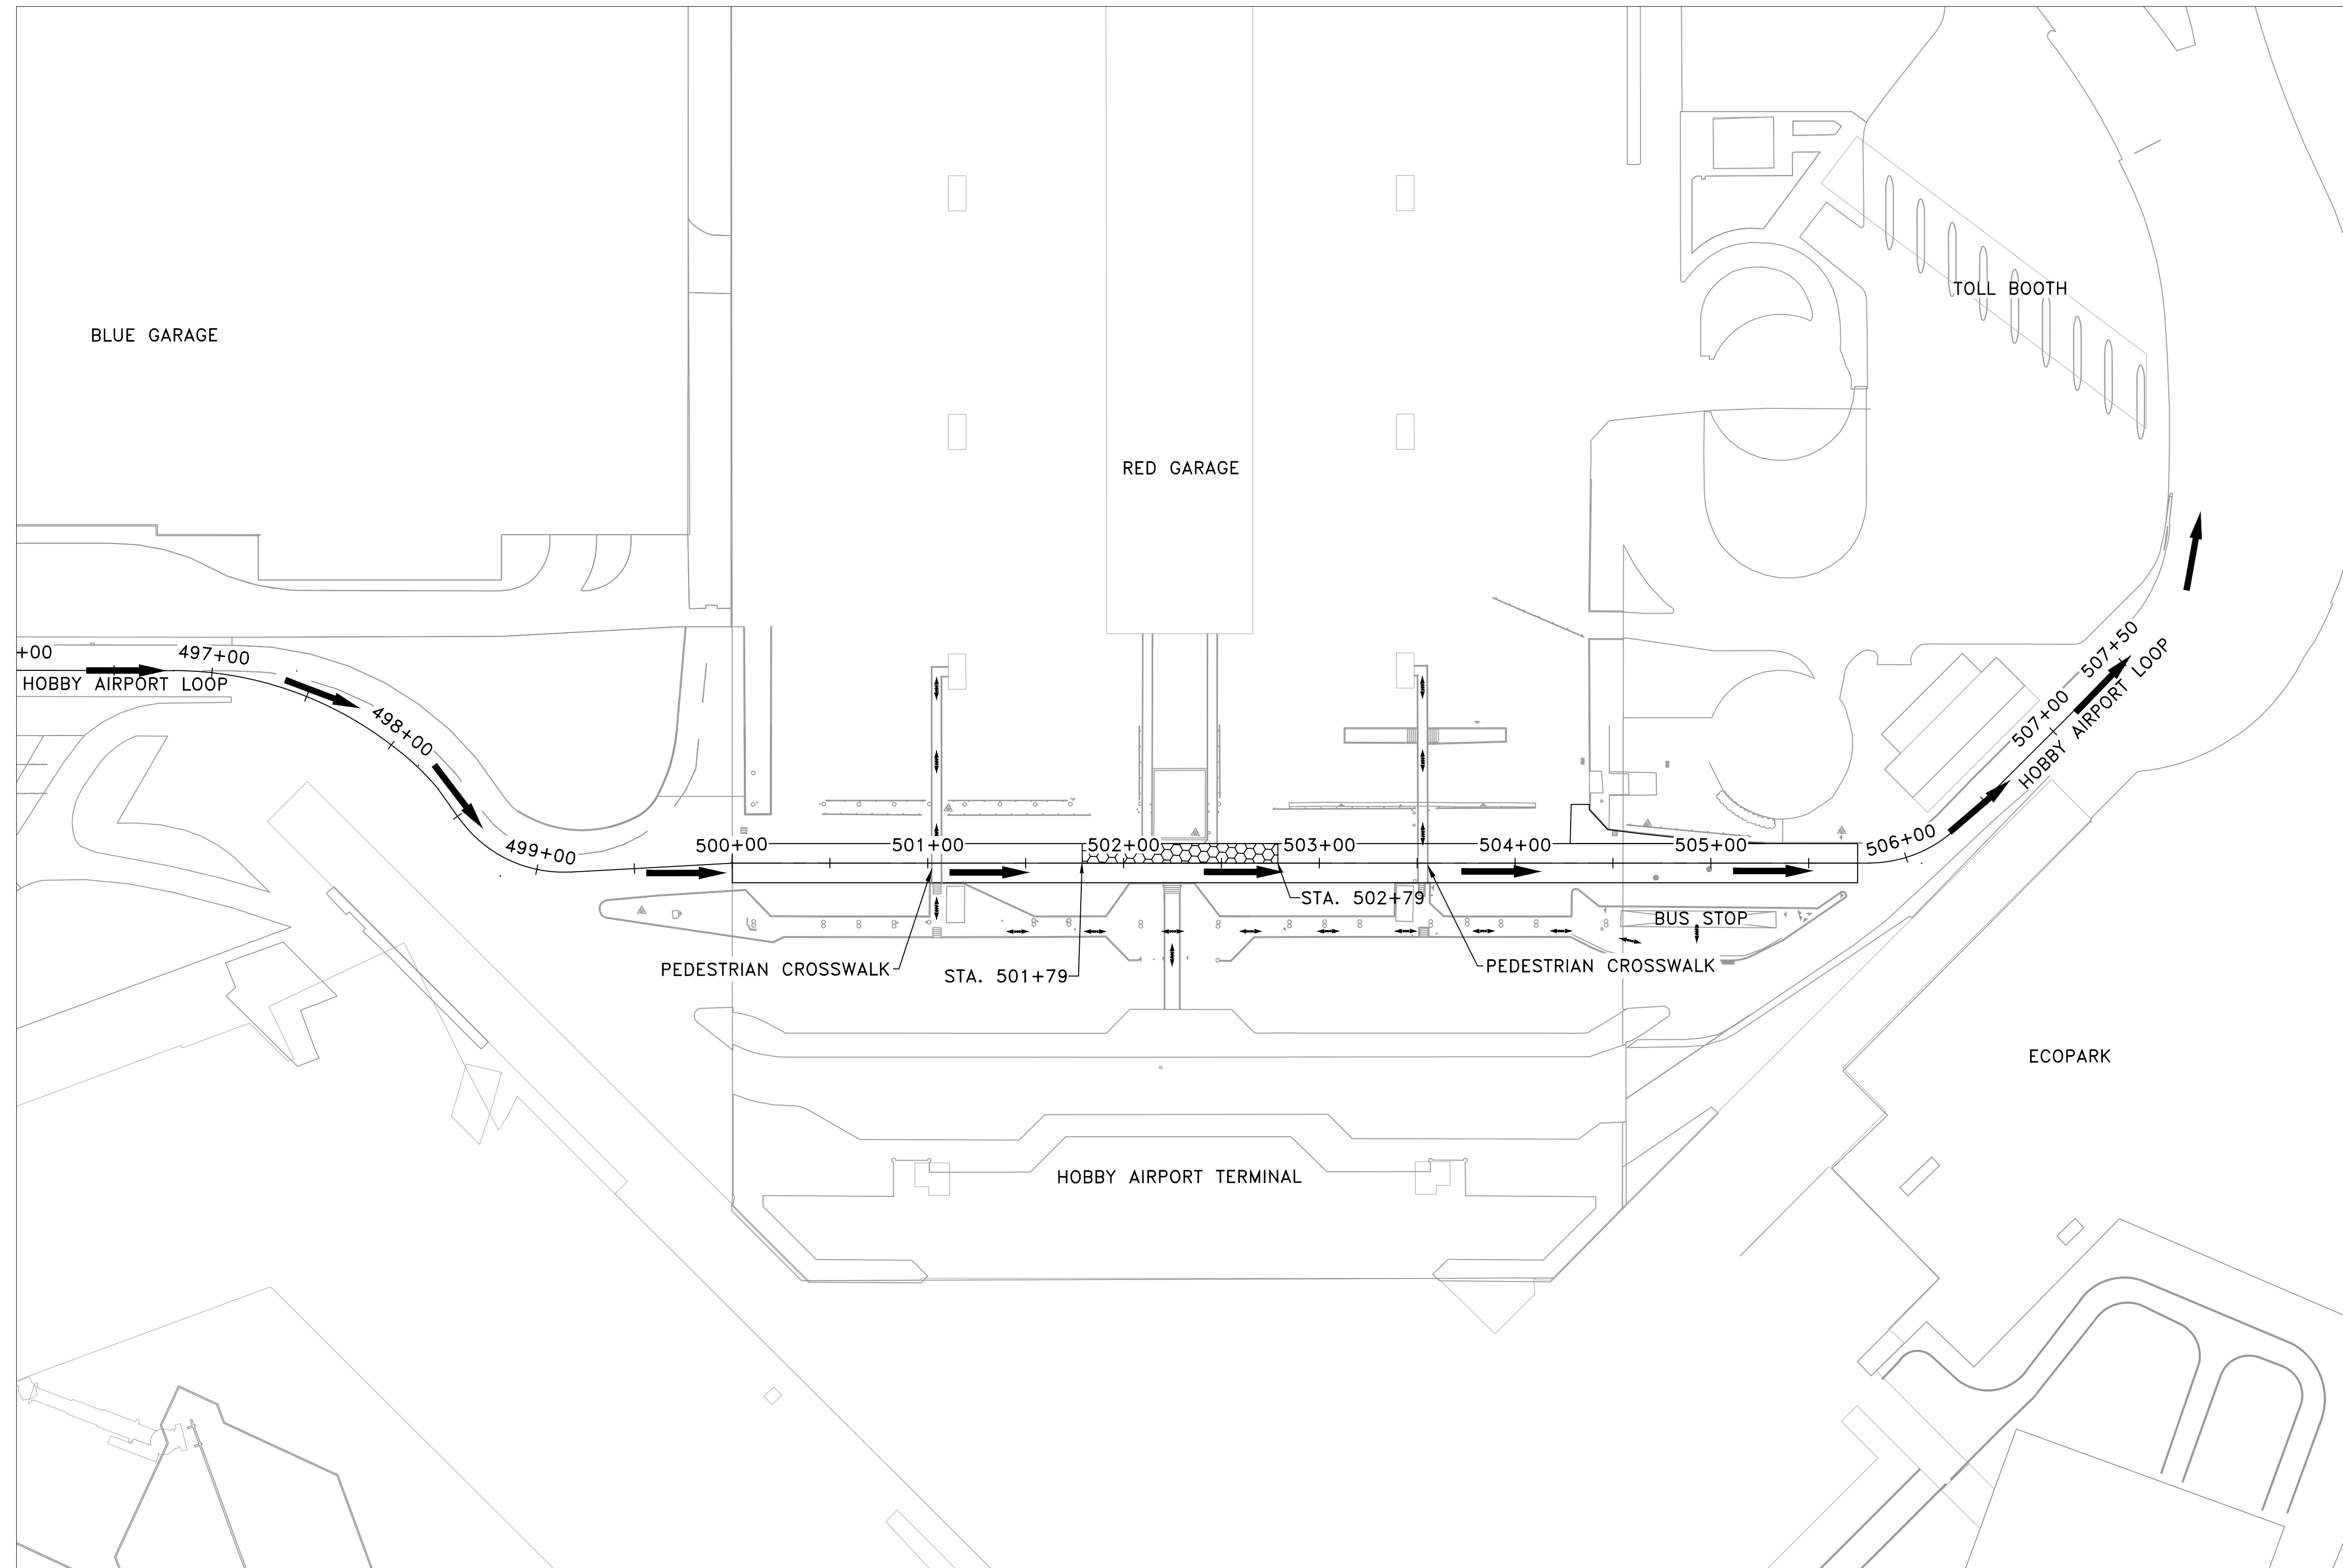 TOLL BOOTH
BLUE GARAGE
RED GARAGE
+00
497+00
HOBBY AIRPORT LOOP
498+00
499+00
500+00
501+00
502+00
503+00
504+00
505+00
506+00
507+00
507+50
HOBBY AIRPORT LOOP
STA. 502+79
BUS STOP
PEDESTRIAN CROSSWALK
STA. 501+79
PEDESTRIAN CROSSWALK
ECOPARK
HOBBY AIRPORT TERMINAL